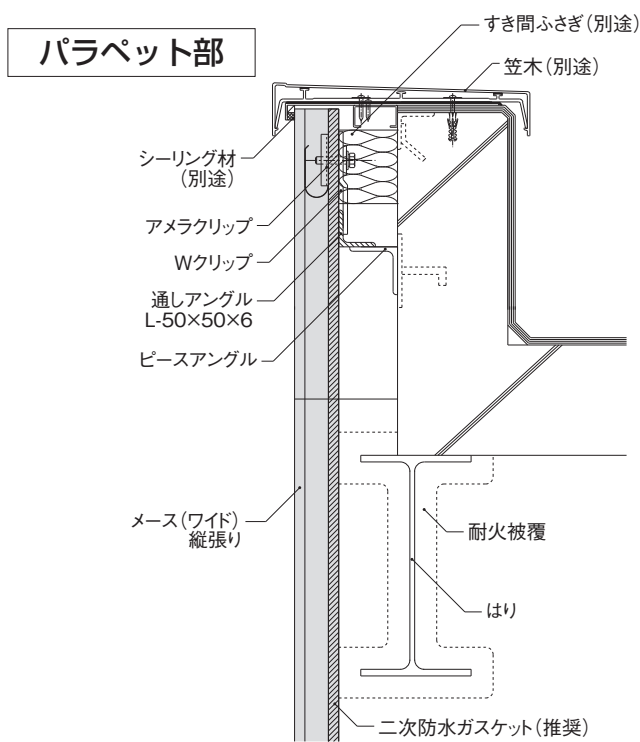 パラペット部
すき間ふさぎ(別途)
笠木(別途)
シーリング材
(別途)
アメラクリップ
Wクリップ
通しアングル
L-50×50×6
ピースアングル
メース(ワイド)
縦張り
耐火被覆
はり
二次防水ガスケット(推奨)